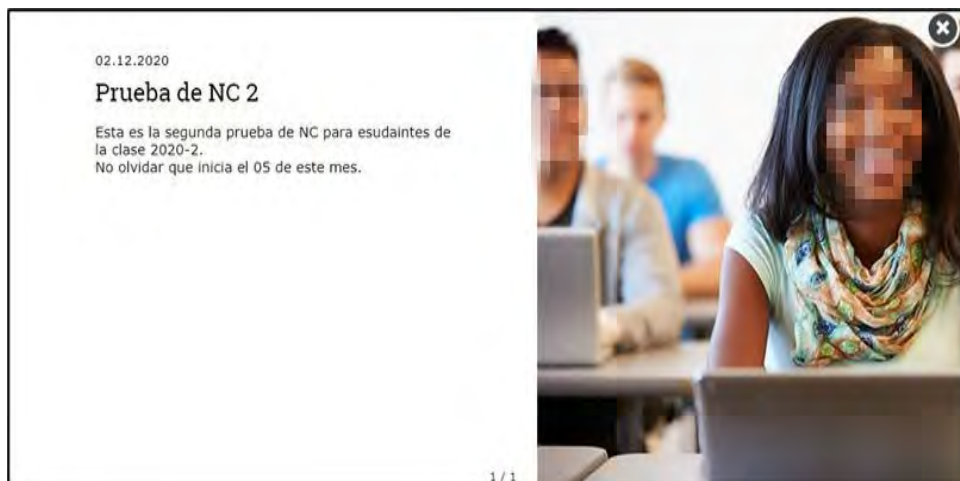 02.12.2020
Prueba de NC 2
Esta es la segunda prueba de NC para esudaintes de
la clase 2020-2.
No olvidar que inicia el 05 de este mes.
1 / 1